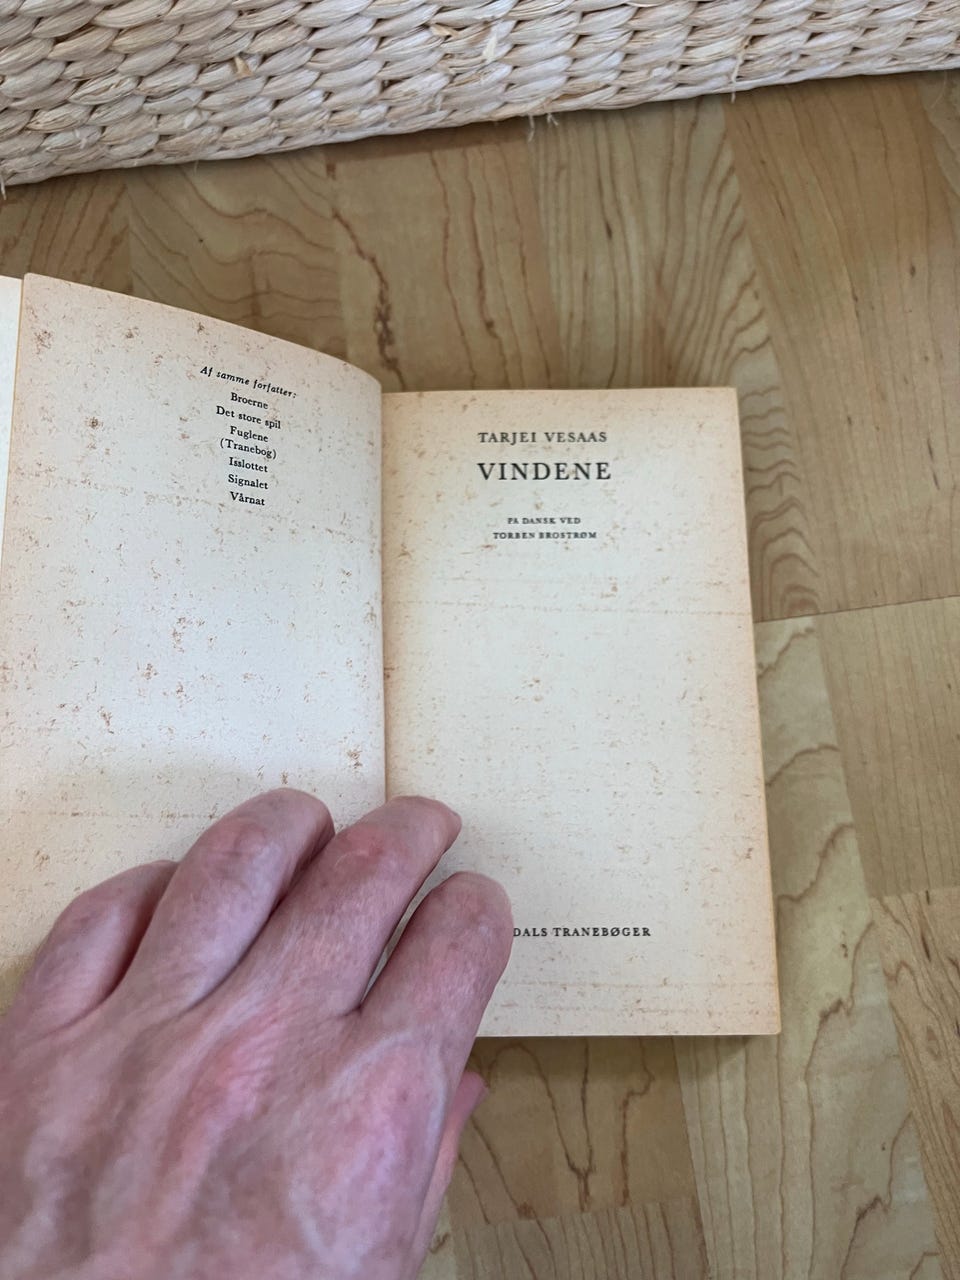 Af samme forfatter:
Broerne
Det store spil
Fuglene
(Tranebog)
Isslottet
Signalet
Vårnat
TARJEI VESAAS
VINDENE
PÅ DANSK VED
TORBEN BROSTRØM
DALS TRANEBØGER